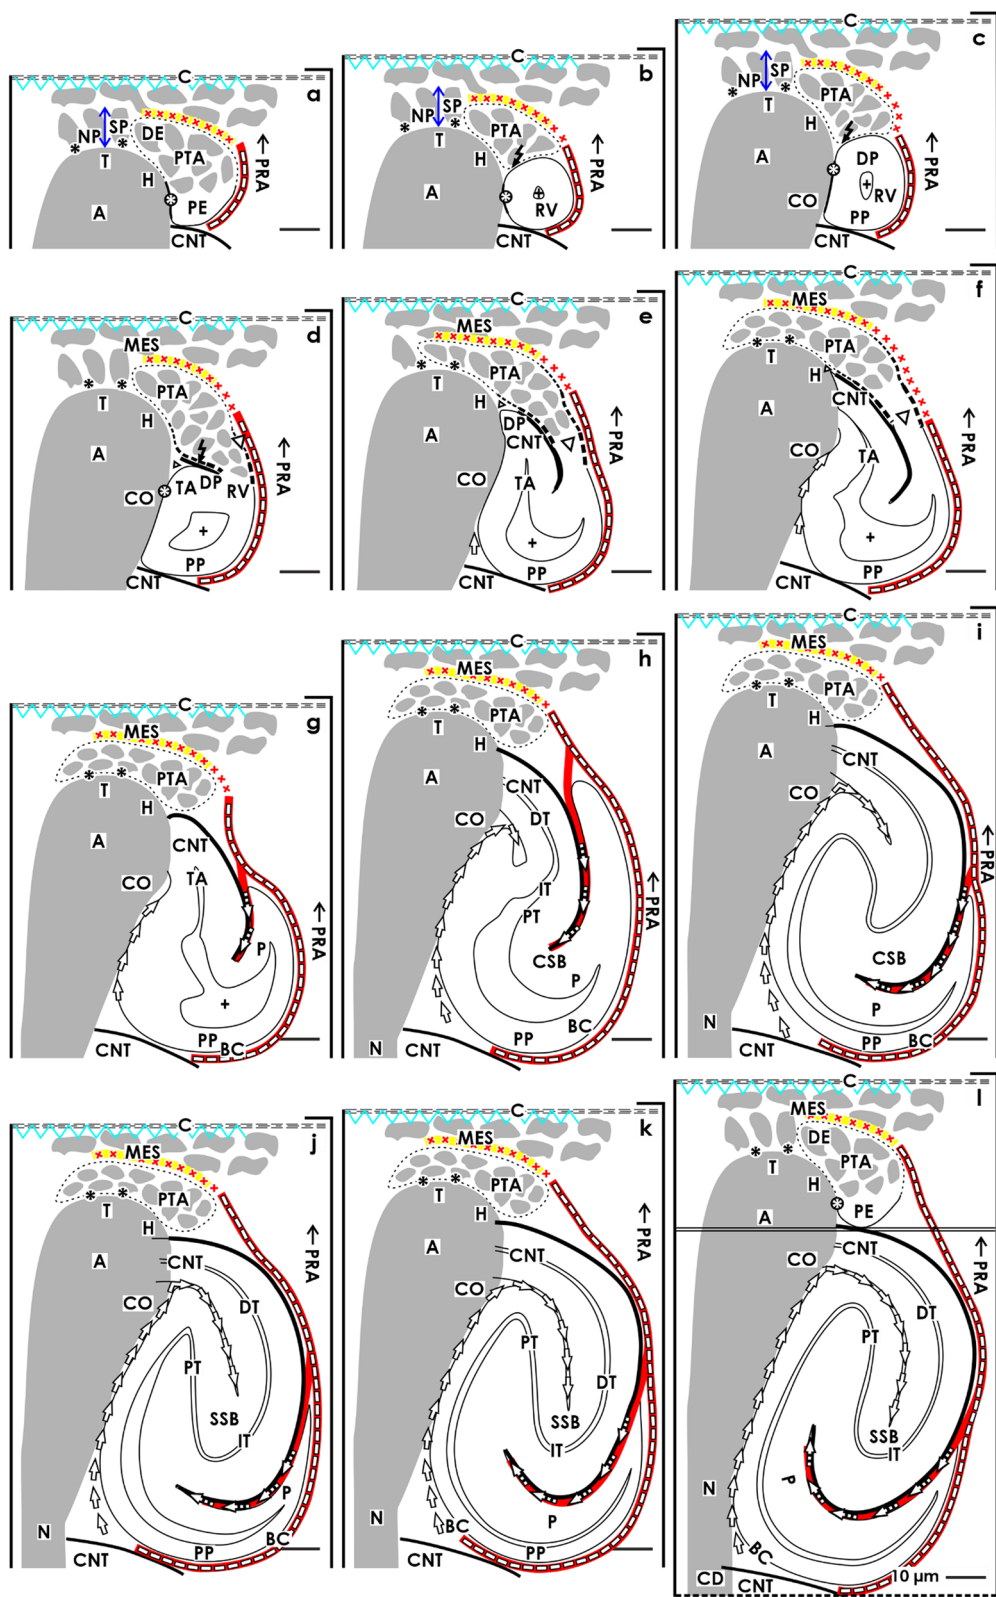 C
a
NP SP DE
T PTA
H
A PE
CNT
→ PRA
C
b
NP SP
T PTA
H
A RV
CNT
→ PRA
C
c
NP SP
T PTA
H
A DP
CO RV
PP
CNT
→ PRA
C
d
MES
PTA
T
H
A
CO TA DP RV
PP
CNT
→ PRA
C
e
MES
PTA
T
H
A DP
CNT
CO TA
PP
CNT
→ PRA
C
f
MES
T PTA
H
A CNT
TA
CO
PP
CNT
→ PRA
C
g
MES
PTA
T
H
A CNT
CO TA
P
PP
BC
CNT
→ PRA
C
h
MES
PTA
T
H
A CNT
CO DT
IT
PT
CSB
P
BC
PP
N CNT
→ PRA
C
i
MES
PTA
T
H
A CNT
CO
CSB
P
N
PP BC
CNT
→ PRA
C
j
MES
PTA
T
H
A CNT
CO DT
PT
SSB
IT
P
N BC
PP
CNT
→ PRA
C
k
MES
PTA
T
H
A CNT
CO
PT
DT
SSB
IT
P
N BC
PP
CNT
→ PRA
C
l
MES
DE
T PTA
H
A PE
CO CNT
DT
PT
SSB
IT
P
N
BC
CD CNT
10 µm
→ PRA